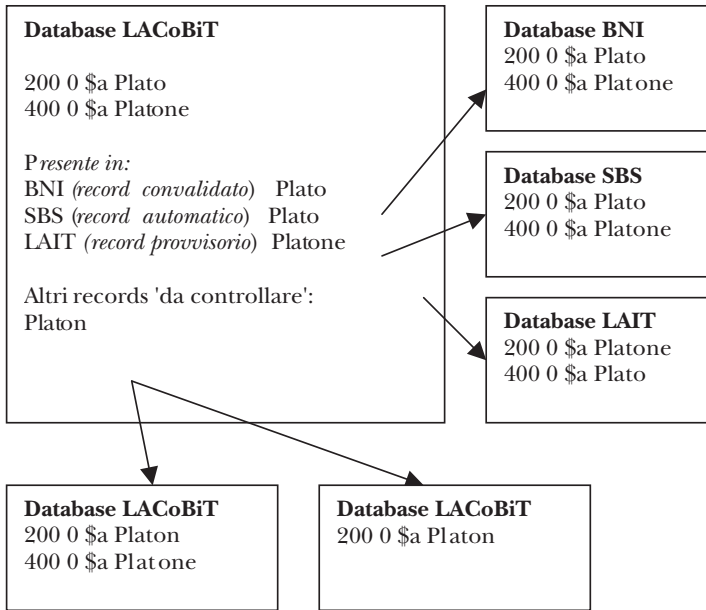 Database LACoBiT
200 0 $a Plato
400 0 $a Platone
Presente in:
BNI (record convalidato) Plato
SBS (record automatico) Plato
LAIT (record provvisorio) Platone
Altri records 'da controllare':
Platon
Database BNI
200 0 $a Plato
400 0 $a Platone
Database SBS
200 0 $a Plato
400 0 $a Platone
Database LAIT
200 0 $a Platone
400 0 $a Plato
Database LACoBiT
200 0 $a Platon
400 0 $a Platone
Database LACoBiT
200 0 $a Platon